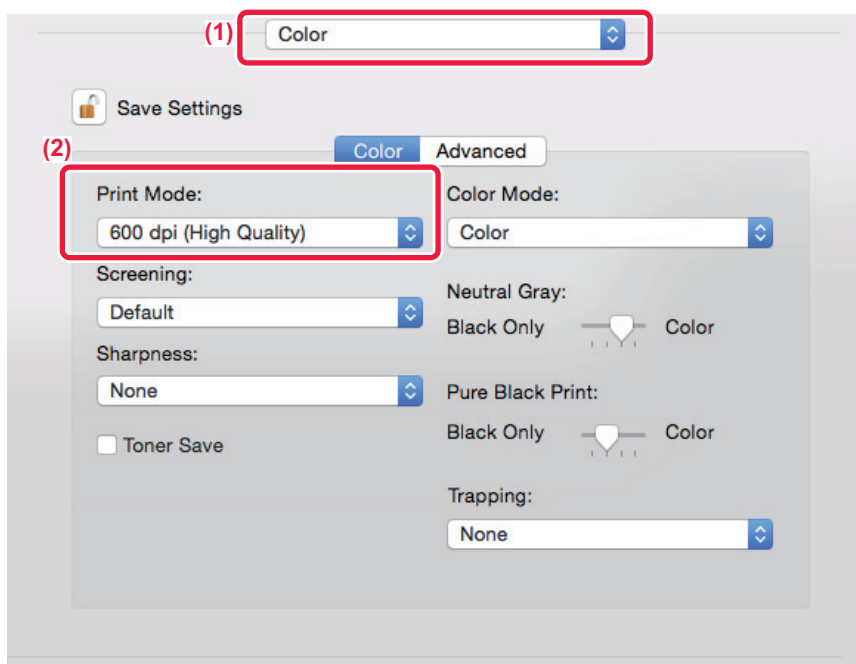 (1) Color
Save Settings
(2)
Color Advanced
Print Mode:
600 dpi (High Quality)
Screening:
Default
Sharpness:
None
Toner Save
Color Mode:
Color
Neutral Gray:
Black Only Color
Pure Black Print:
Black Only Color
Trapping:
None